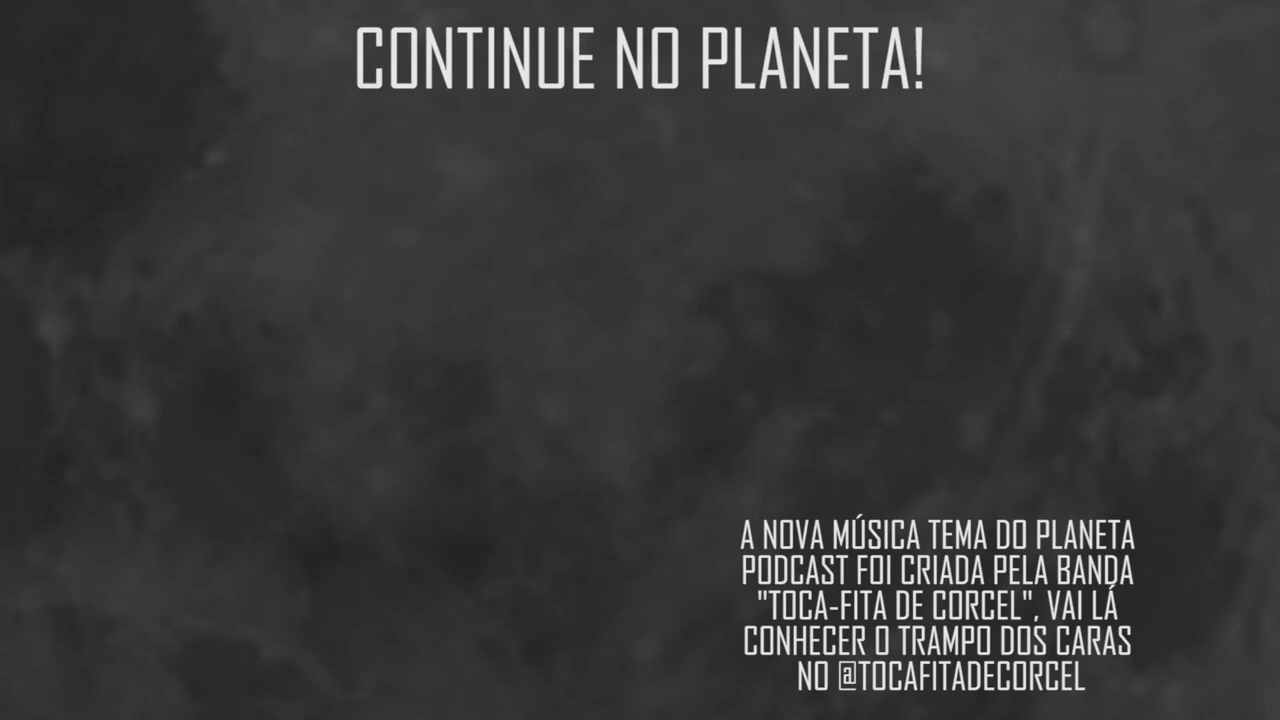 CONTINUE NO PLANETA!
A NOVA MÚSICA TEMA DO PLANETA
PODCAST FOI CRIADA PELA BANDA
"TOCA-FITA DE CORCEL", VAI LÁ
CONHECER O TRAMPO DOS CARAS
NO @TOCAFITADECORCEL